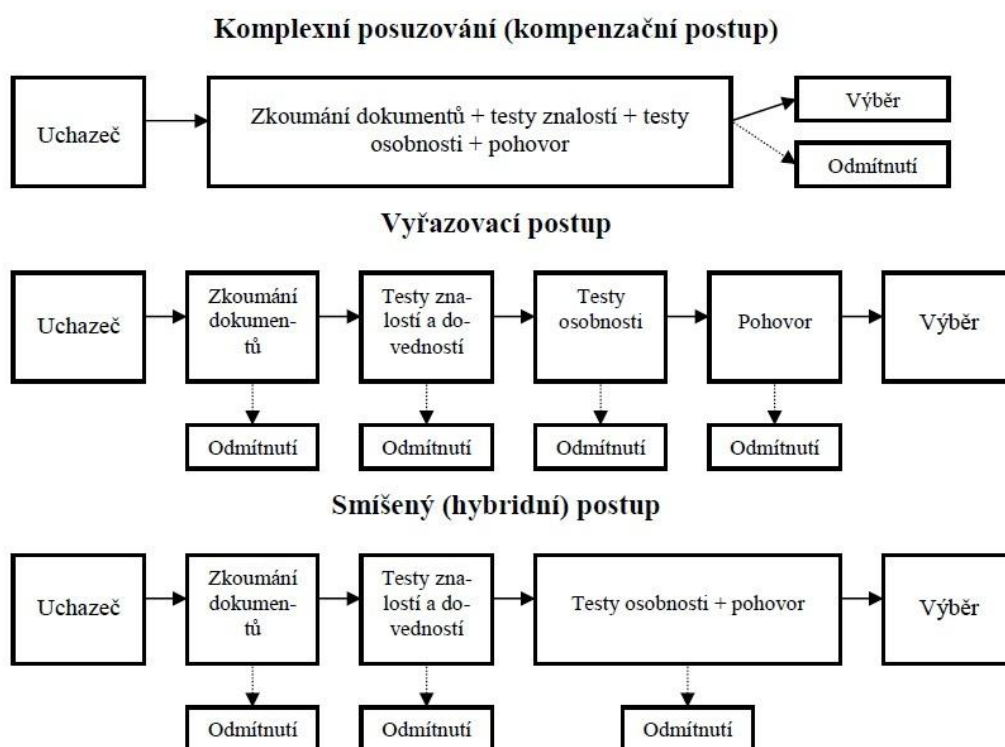 Komplexní posuzování (kompenzační postup)
Uchazeč
Zkoumání dokumentů + testy znalostí + testy
osobnosti + pohovor
Výběr
Odmítnutí
Vyřazovací postup
Uchazeč
Zkoumání
dokumen-
tů
Testy zna-
lostí a do-
vedností
Testy
osobnosti
Pohovor
Výběr
Odmítnutí
Odmítnutí
Odmítnutí
Odmítnutí
Smíšený (hybridní) postup
Uchazeč
Zkoumání
dokumen-
tů
Testy zna-
lostí a do-
vedností
Testy osobnosti + pohovor
Výběr
Odmítnutí
Odmítnutí
Odmítnutí